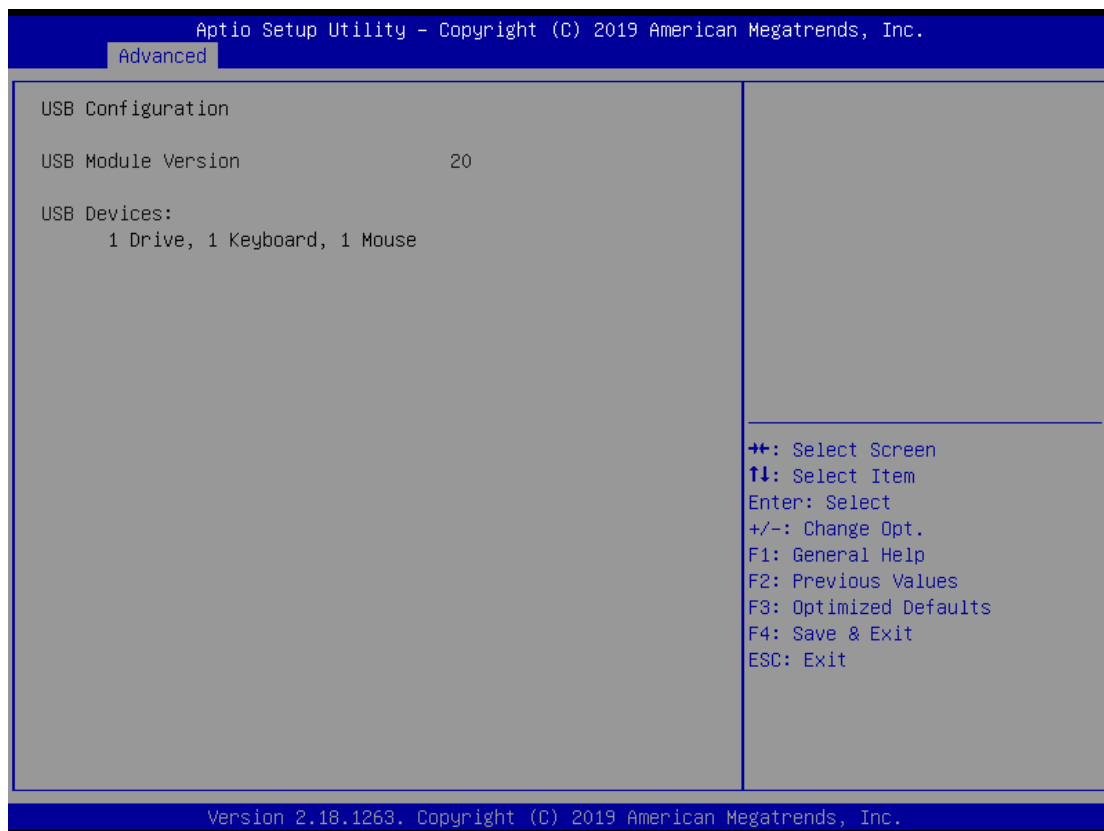 Aptio Setup Utility – Copyright (C) 2019 American Megatrends, Inc.
Advanced
USB Configuration
USB Module Version 20
USB Devices:
1 Drive, 1 Keyboard, 1 Mouse
→←: Select Screen
↑↓: Select Item
Enter: Select
+/-: Change Opt.
F1: General Help
F2: Previous Values
F3: Optimized Defaults
F4: Save & Exit
ESC: Exit
Version 2.18.1263. Copyright (C) 2019 American Megatrends, Inc.